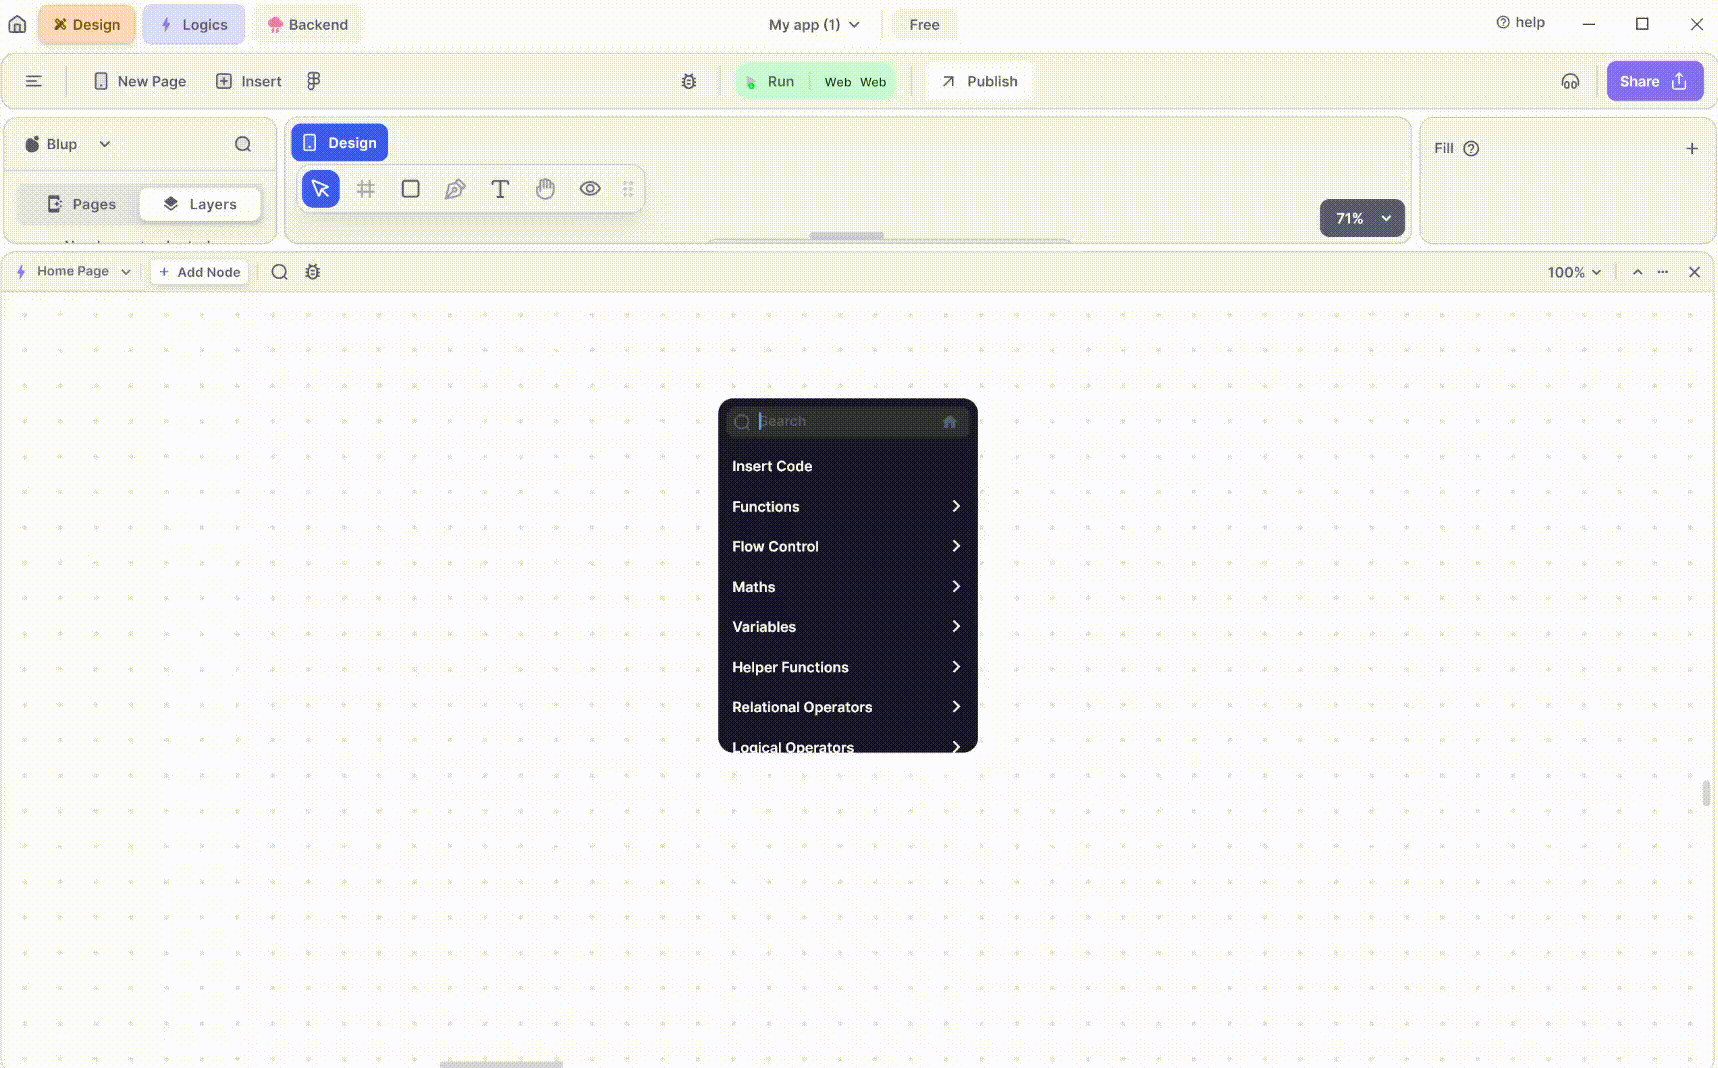 Design Logics Backend My app (1) Free help
New Page Insert Run Web Web Publish Share
Blup
Pages Layers
Design
71%
Fill
Home Page + Add Node 100%
Search
Insert Code
Functions
Flow Control
Maths
Variables
Helper Functions
Relational Operators
Logical Operators